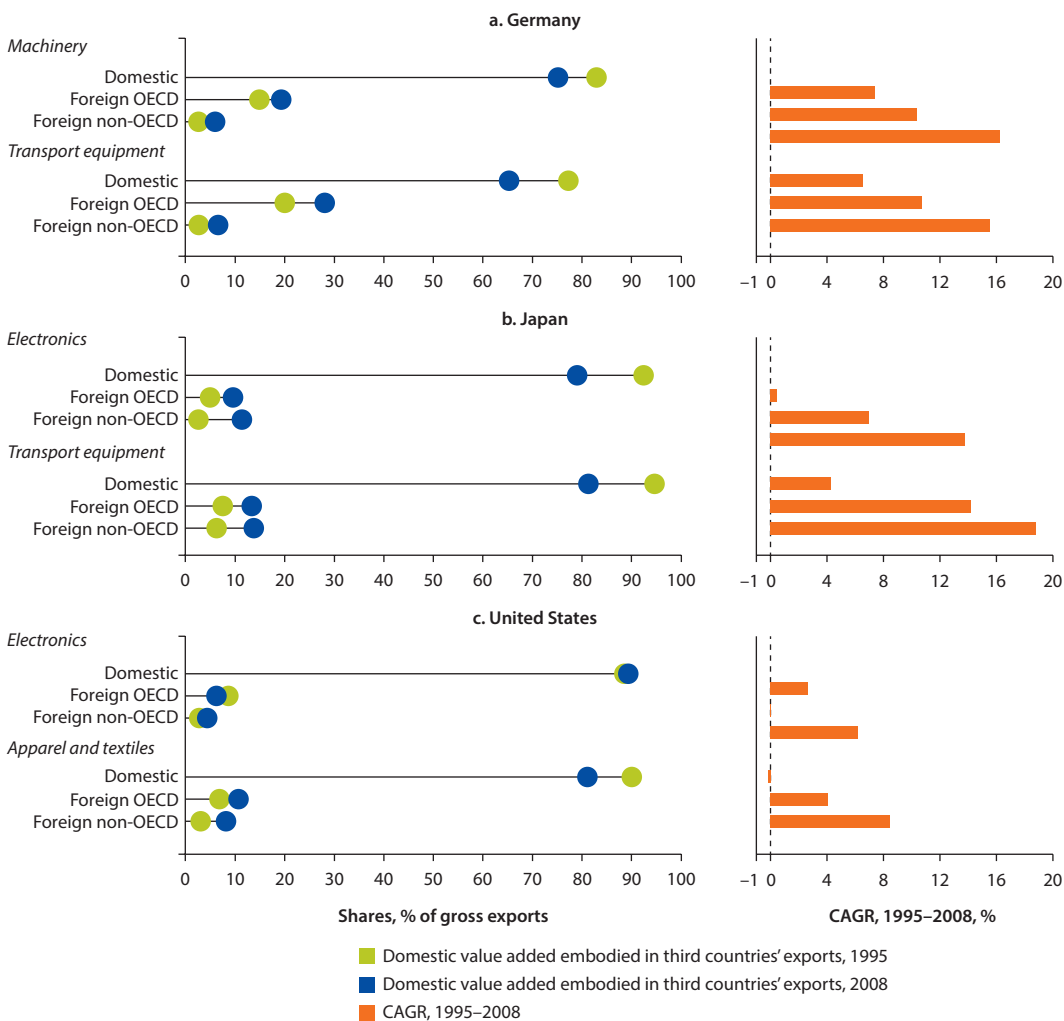 a. Germany
Machinery
Domestic
Foreign OECD
Foreign non-OECD
Transport equipment
Domestic
Foreign OECD
Foreign non-OECD
0 10 20 30 40 50 60 70 80 90 100
–1 0 4 8 12 16 20
b. Japan
Electronics
Domestic
Foreign OECD
Foreign non-OECD
Transport equipment
Domestic
Foreign OECD
Foreign non-OECD
0 10 20 30 40 50 60 70 80 90 100
–1 0 4 8 12 16 20
c. United States
Electronics
Domestic
Foreign OECD
Foreign non-OECD
Apparel and textiles
Domestic
Foreign OECD
Foreign non-OECD
0 10 20 30 40 50 60 70 80 90 100
–1 0 4 8 12 16 20
Shares, % of gross exports
CAGR, 1995–2008, %
Domestic value added embodied in third countries’ exports, 1995
Domestic value added embodied in third countries’ exports, 2008
CAGR, 1995–2008